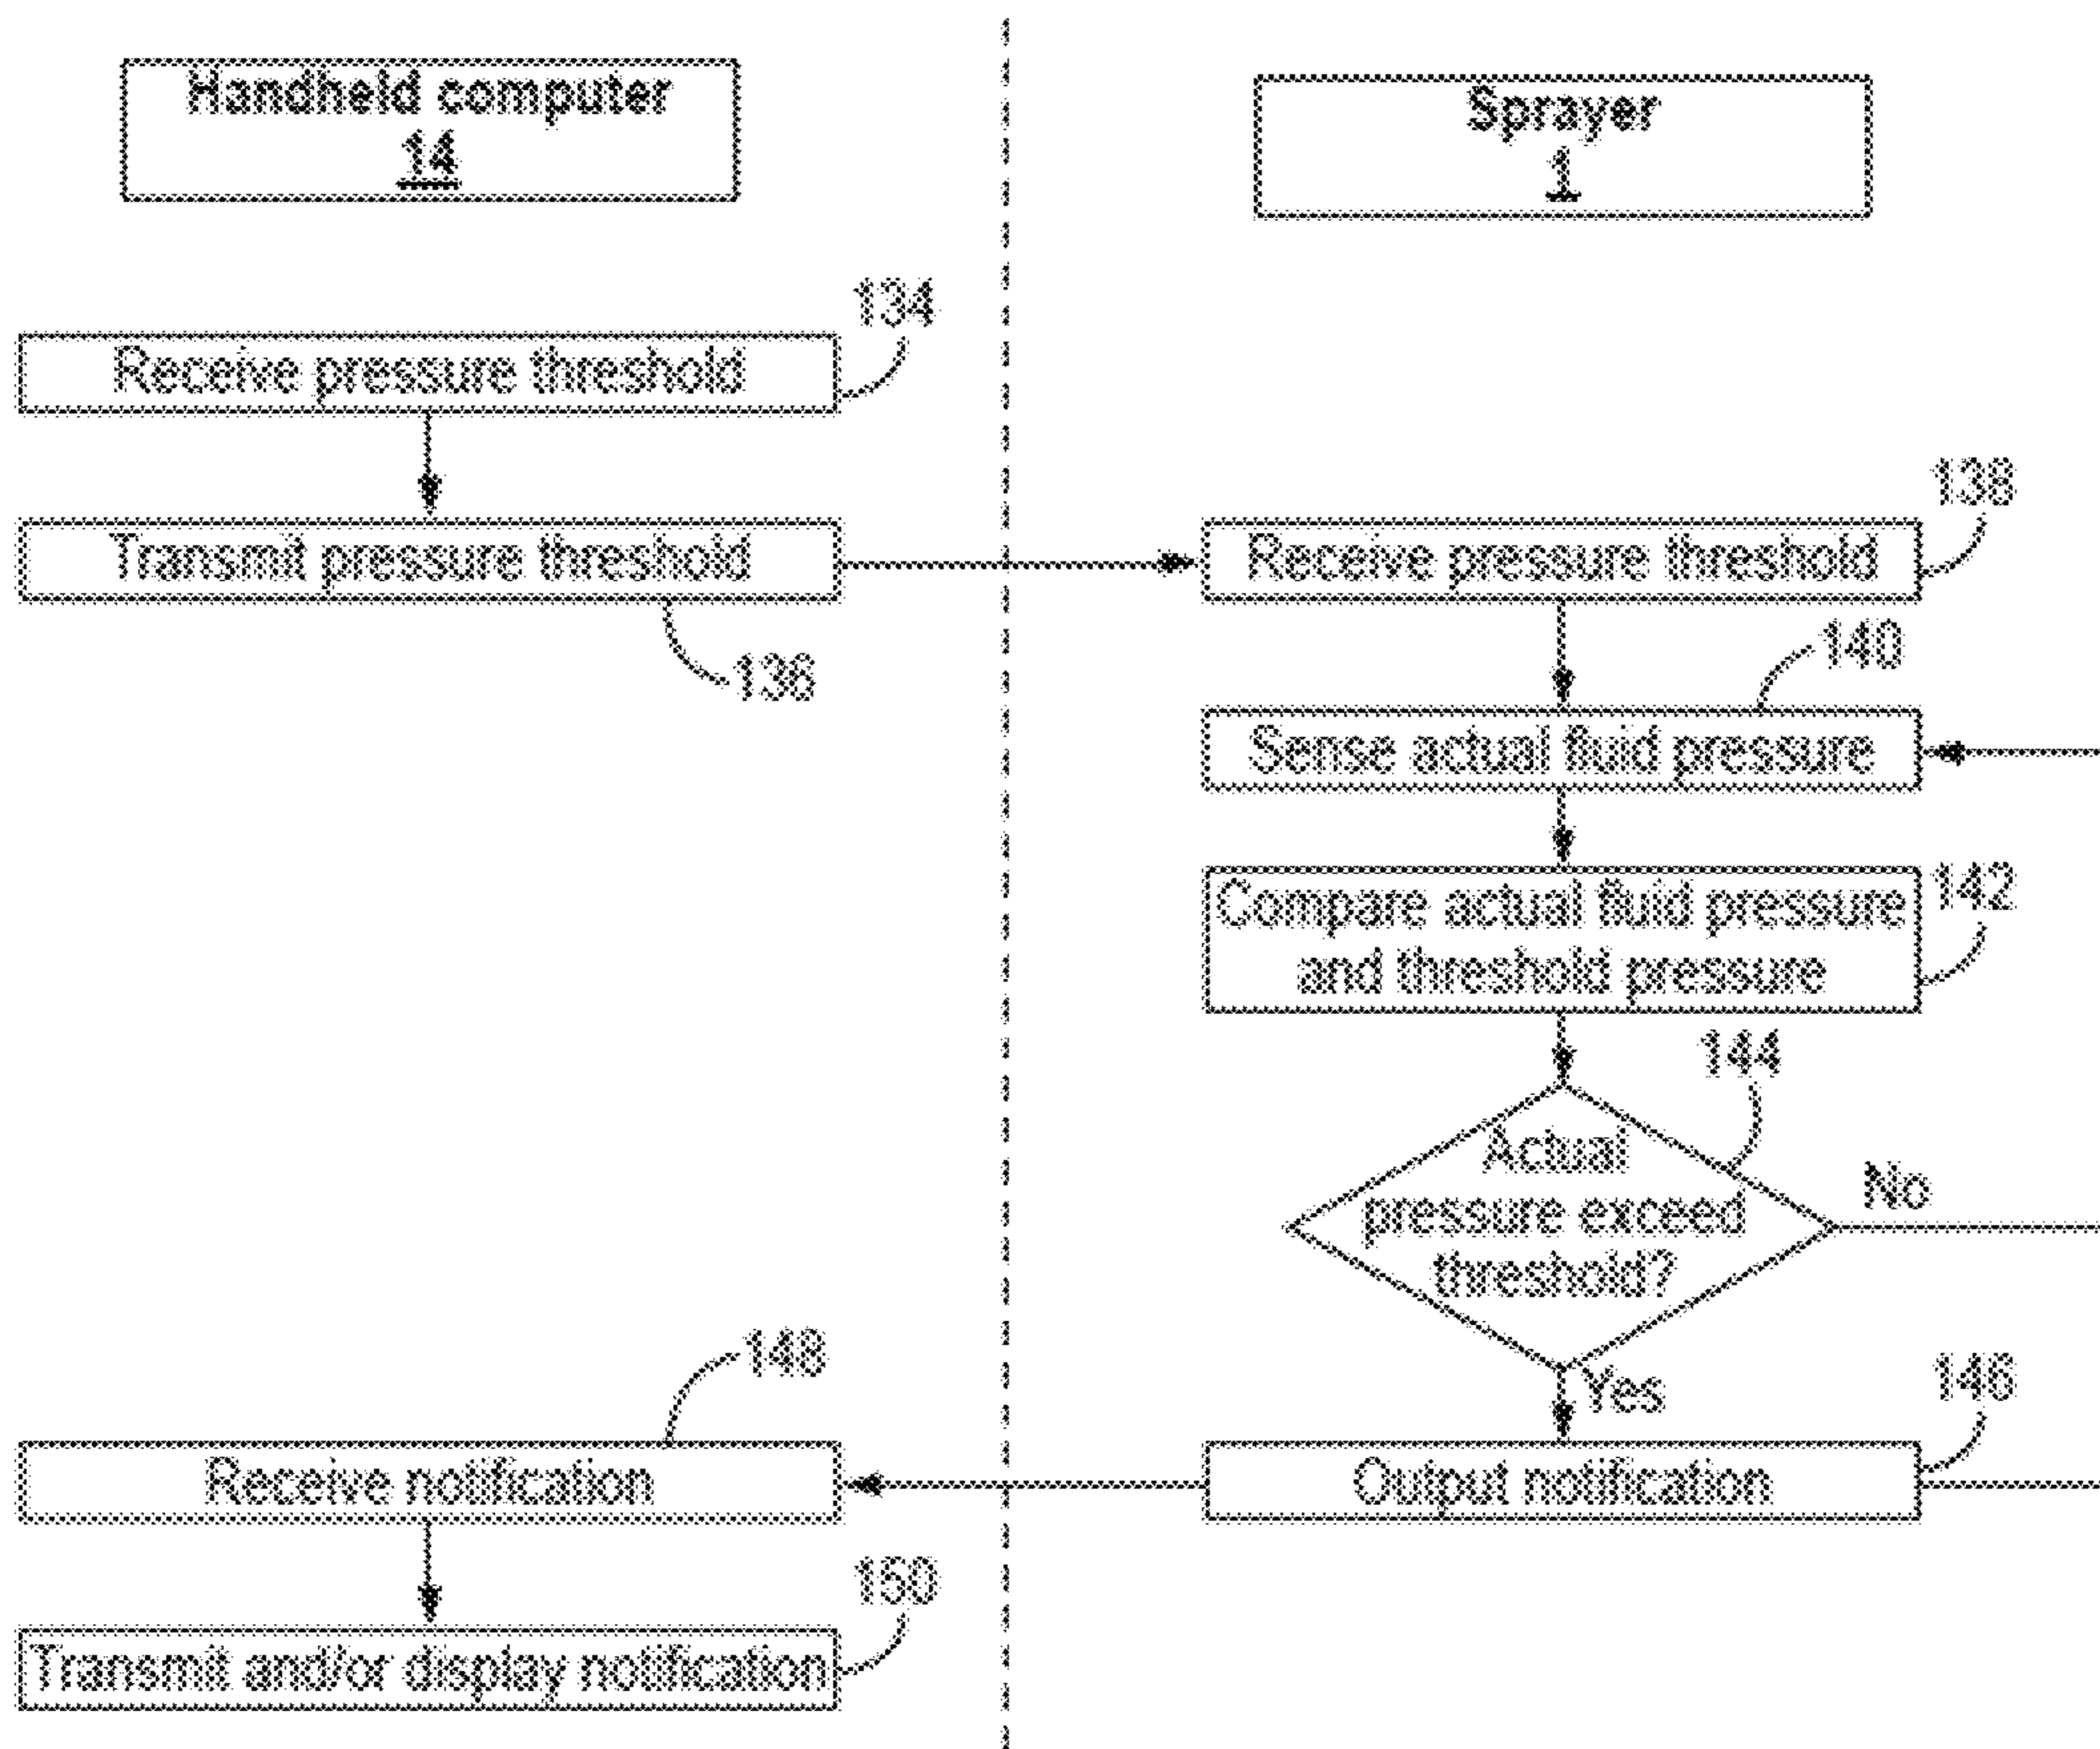 Handheld computer
14
Sprayer
1
134
Receive pressure threshold
138
Transmit pressure threshold
Receive pressure threshold
136
140
Sense actual fluid pressure
142
Compare actual fluid pressure
and threshold pressure
144
Actual
pressure exceed
threshold?
No
Yes
148
146
Receive notification
Output notification
150
Transmit and/or display notification